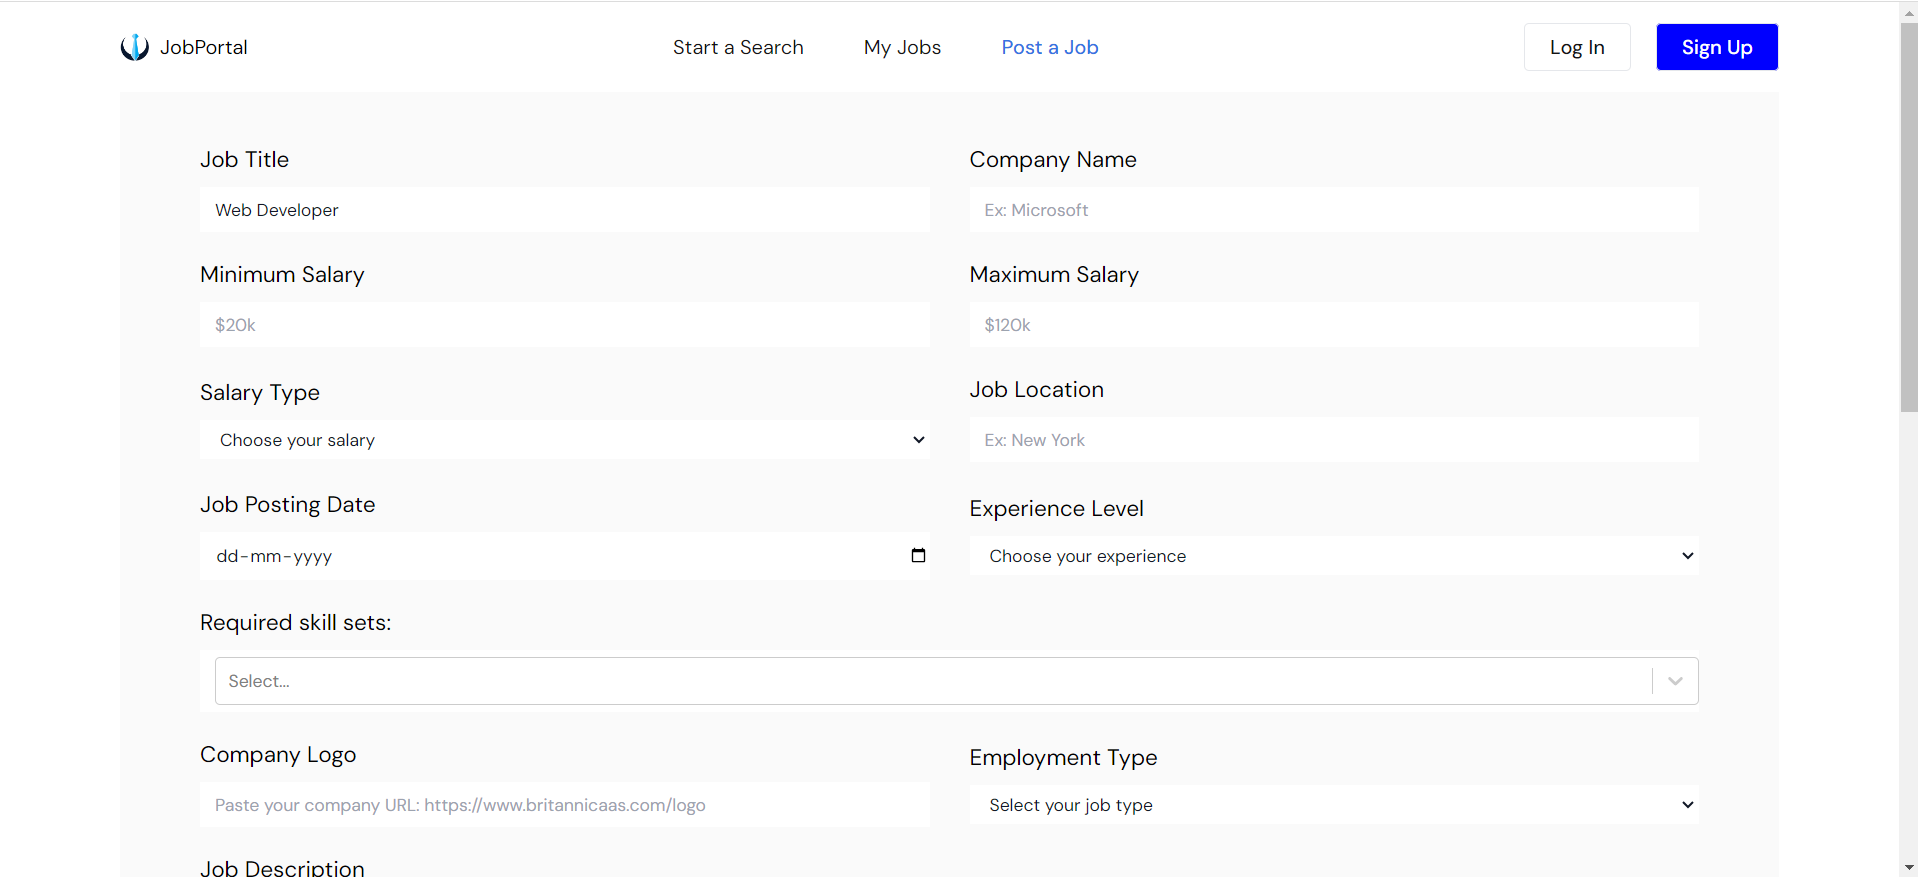 JobPortal
Start a Search
My Jobs
Post a Job
Log In
Sign Up
Job Title
Company Name
Web Developer
Ex: Microsoft
Minimum Salary
Maximum Salary
$20k
$120k
Salary Type
Job Location
Choose your salary
Ex: New York
Job Posting Date
Experience Level
dd-mm-yyyy
Choose your experience
Required skill sets:
Select...
Company Logo
Employment Type
Paste your company URL: https://www.britannicaas.com/logo
Select your job type
Job Description